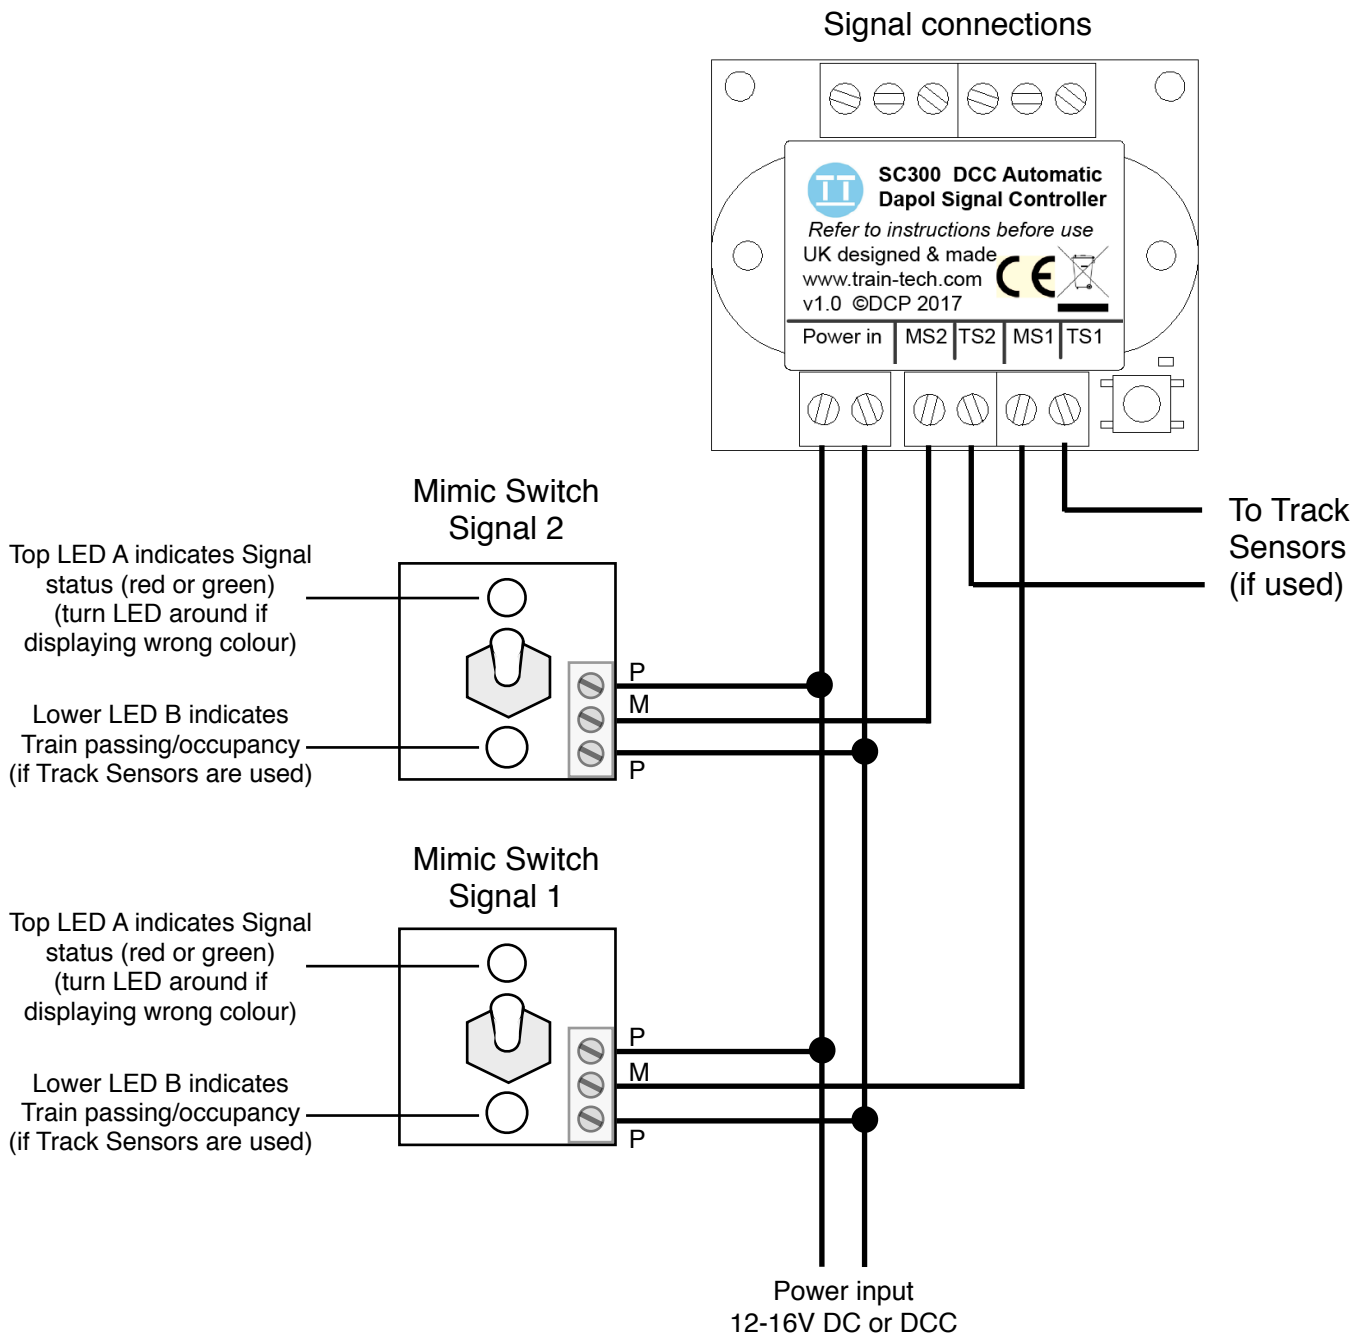 Signal connections
SC300 DCC Automatic
Dapol Signal Controller
Refer to instructions before use
UK designed & made
www.train-tech.com
v1.0 ©DCP 2017
CE
Power in MS2 TS2 MS1 TS1
To Track
Sensors
(if used)
Mimic Switch
Signal 2
Top LED A indicates Signal
status (red or green)
(turn LED around if
displaying wrong colour)
Lower LED B indicates
Train passing/occupancy
(if Track Sensors are used)
P
M
P
Mimic Switch
Signal 1
Top LED A indicates Signal
status (red or green)
(turn LED around if
displaying wrong colour)
Lower LED B indicates
Train passing/occupancy
(if Track Sensors are used)
P
M
P
Power input
12-16V DC or DCC